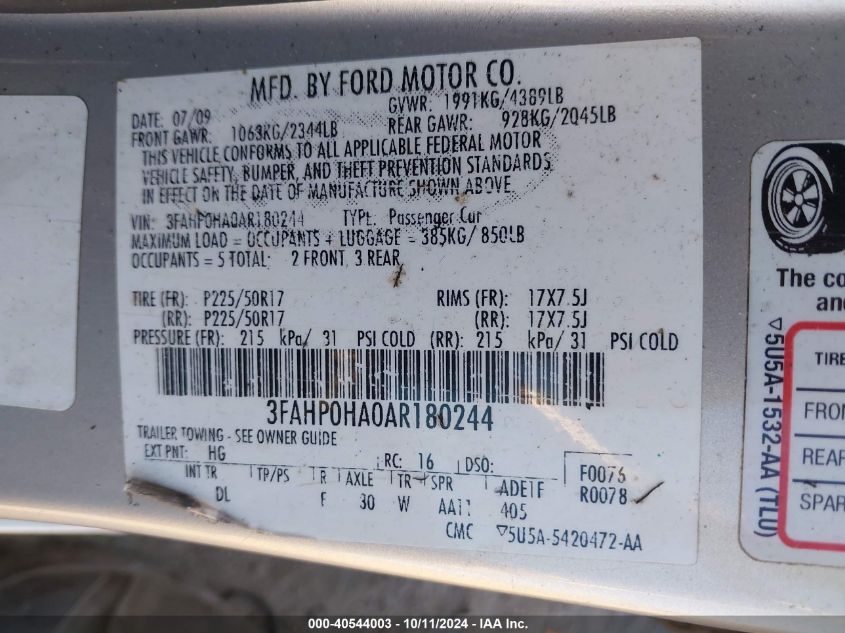 MFD. BY FORD MOTOR CO.
DATE: 07/09 GVWR: 1991KG/4389LB
FRONT GAWR: 1063KG/2344LB REAR GAWR: 928KG/2045LB
THIS VEHICLE CONFORMS TO ALL APPLICABLE FEDERAL MOTOR
VEHICLE SAFETY, BUMPER, AND THEFT PREVENTION STANDARDS
IN EFFECT ON THE DATE OF MANUFACTURE SHOWN ABOVE
VIN: 3FAHP0HA0AR180244 TYPE: Passenger Car
MAXIMUM LOAD = OCCUPANTS + LUGGAGE = 385KG/ 850LB
OCCUPANTS = 5 TOTAL: 2 FRONT, 3 REAR
TIRE (FR): P225/50R17 RIMS (FR): 17X7.5J
(RR): P225/50R17 (RR): 17X7.5J
PRESSURE (FR): 215 kPa/ 31 PSI COLD (RR): 215 kPa/ 31 PSI COLD
3FAHP0HA0AR180244
TRAILER TOWING - SEE OWNER GUIDE
EXT PNT: HG RC: 16 DSO: F0076
INT TR TP/PS R AXLE TR SPR ADETF R0078
DL F 30 W AA11 405
CMC ▽5U5A-5420472-AA
The co
an
▽5U5A-1532-AA (TLU)
TIRE
FRON
REAR
SPAR
000-40544003 - 10/11/2024 - IAA Inc.